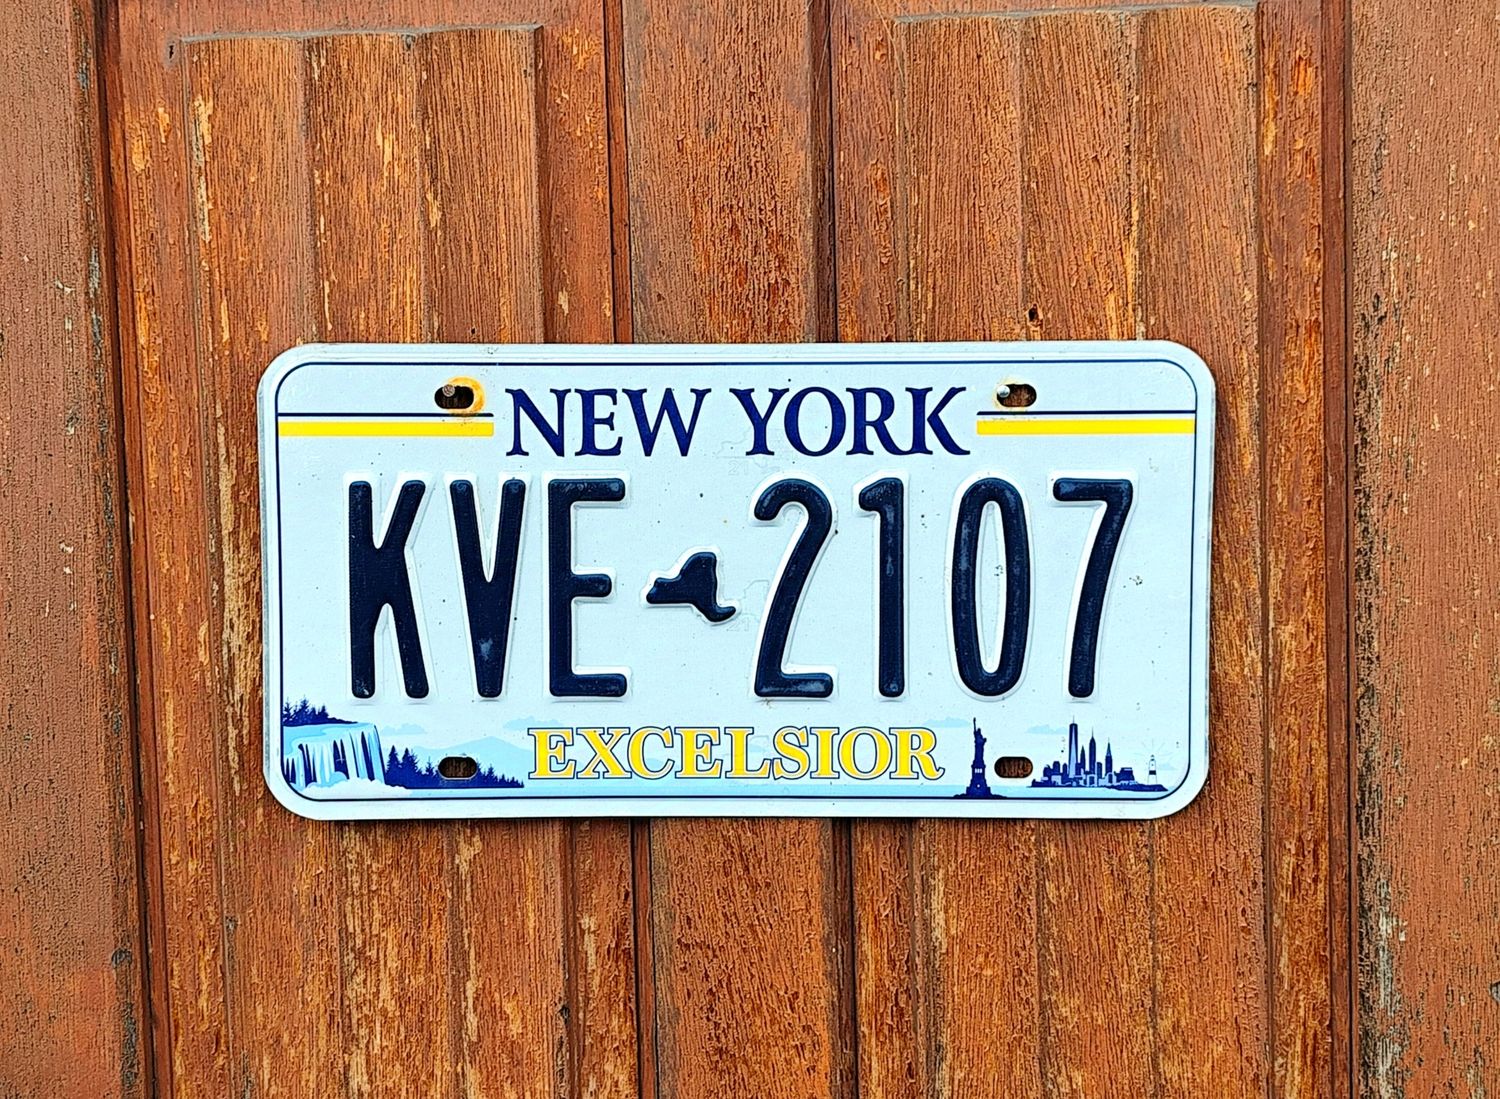 NEW YORK
KVE 2107
EXCELSIOR